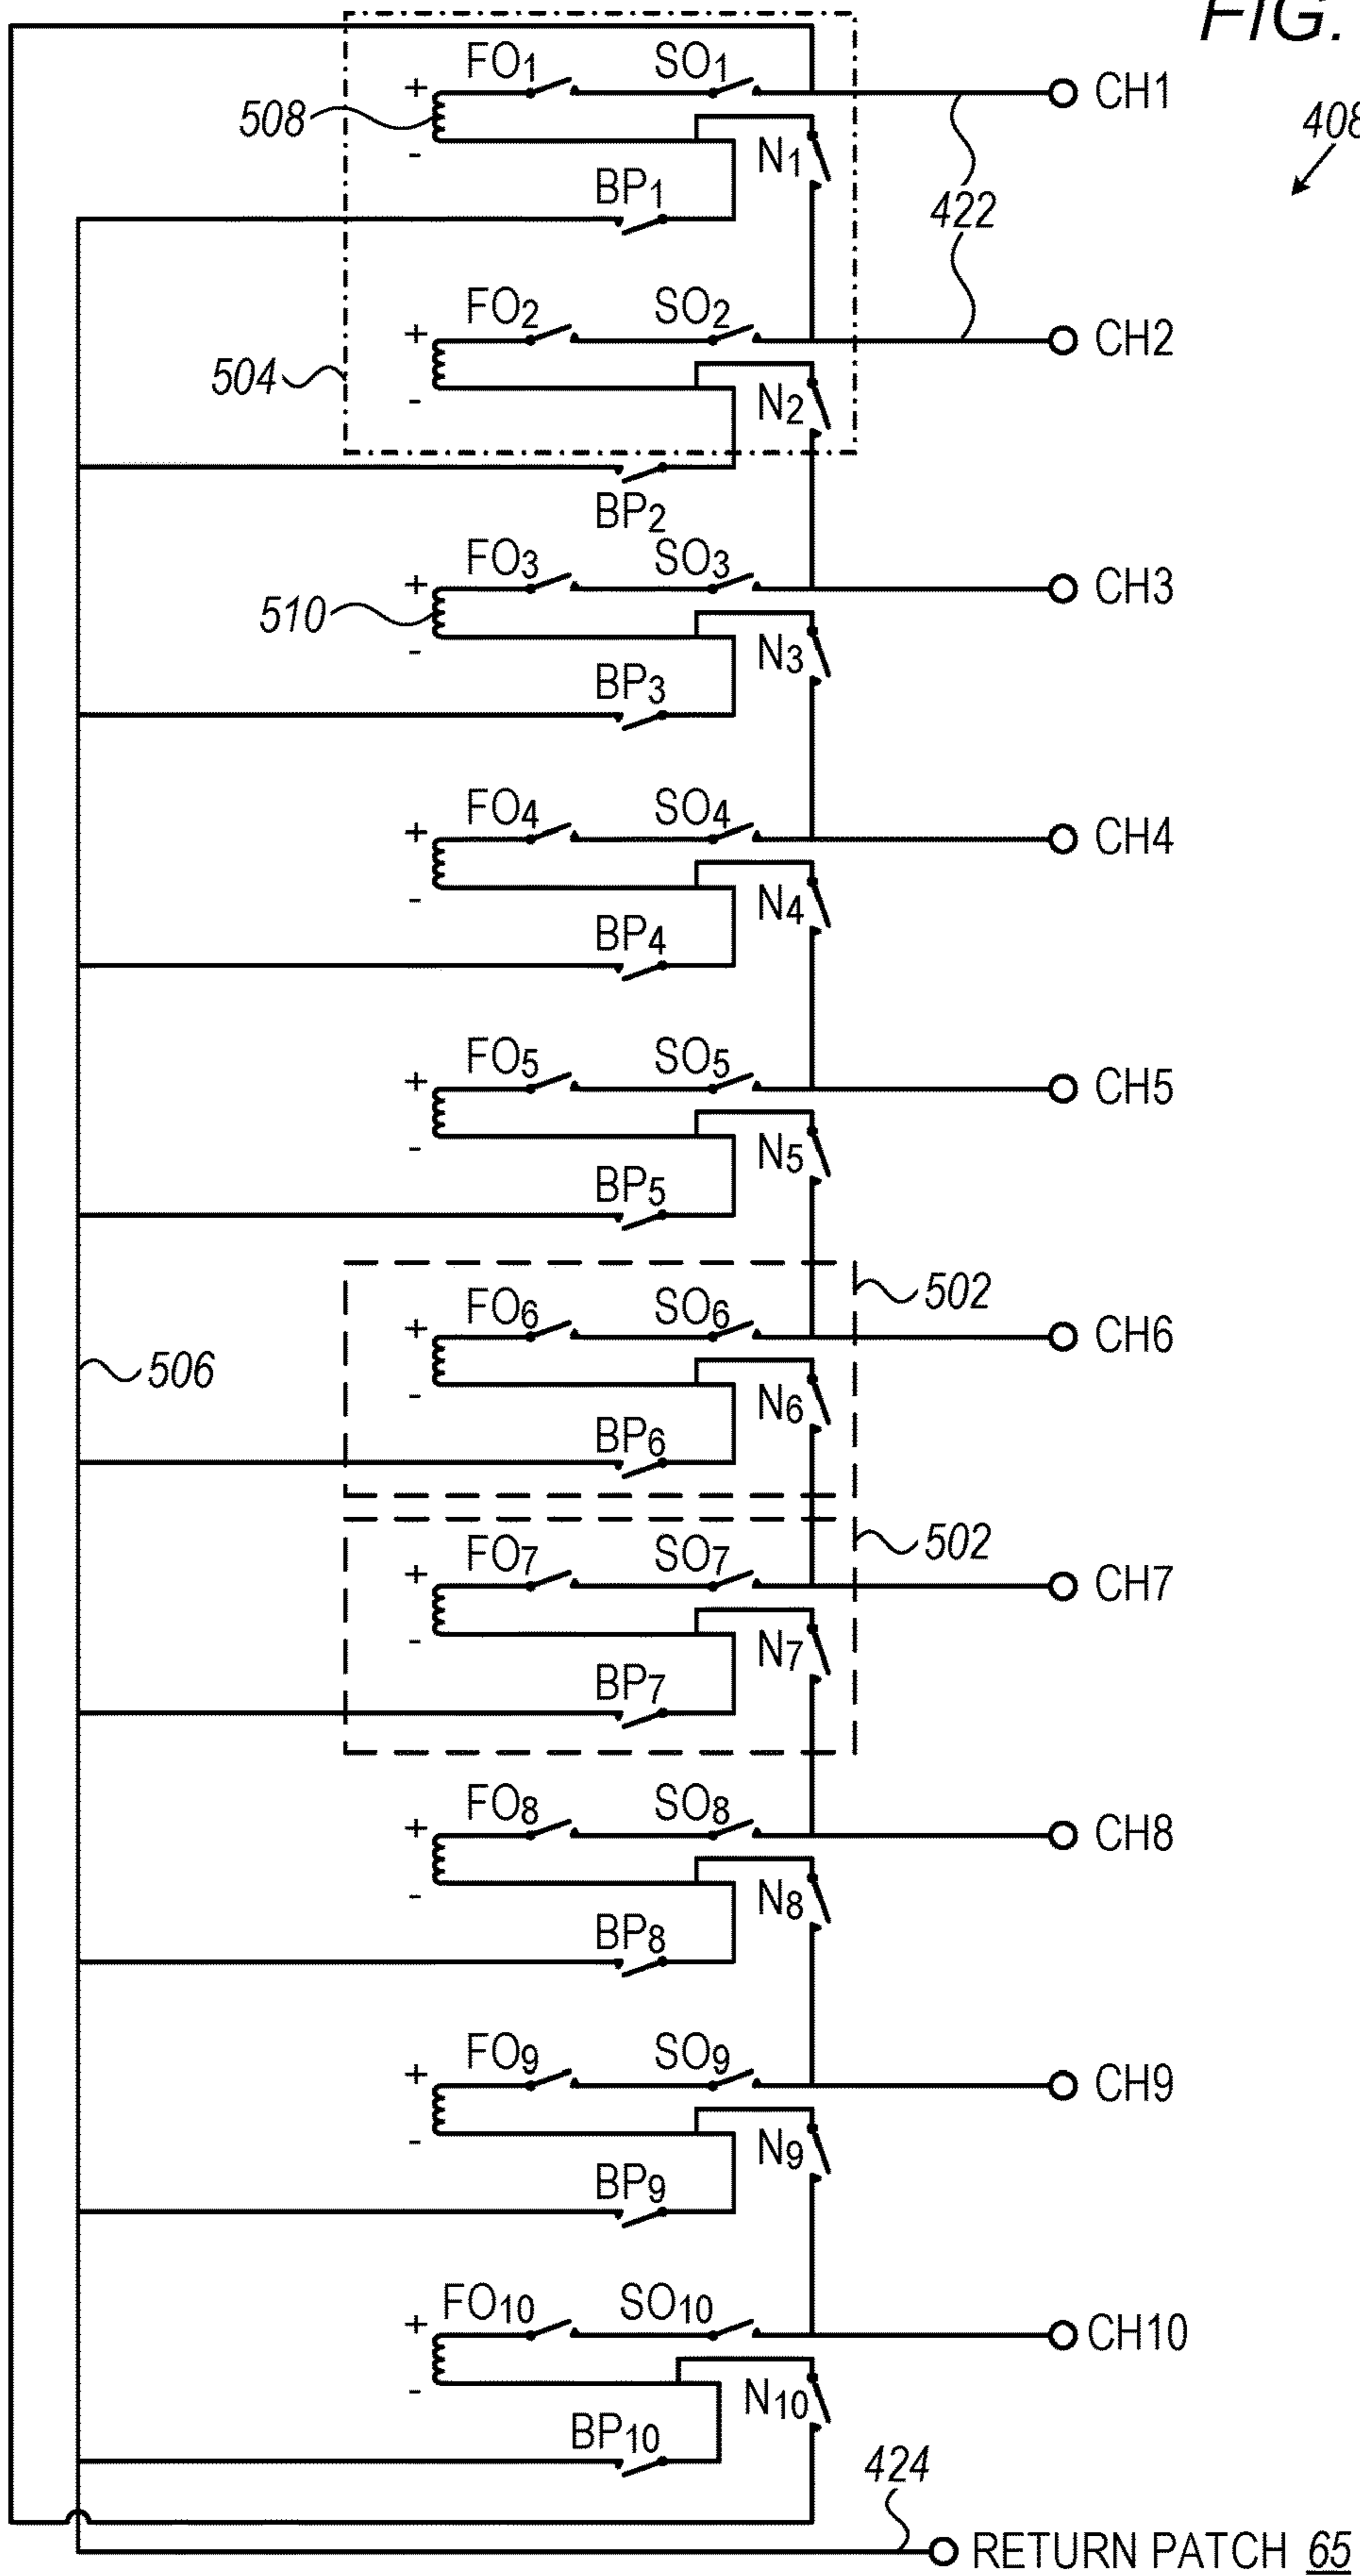 FIG.
FO1 SO1 CH1
+
508
-
N1
408
BP1
422
FO2 SO2 CH2
+
504
-
N2
BP2
FO3 SO3 CH3
+
510
-
N3
BP3
FO4 SO4 CH4
+
-
N4
BP4
FO5 SO5 CH5
+
-
N5
BP5
502
FO6 SO6 CH6
+
506
-
N6
BP6
502
FO7 SO7 CH7
+
-
N7
BP7
FO8 SO8 CH8
+
-
N8
BP8
FO9 SO9 CH9
+
-
N9
BP9
FO10 SO10 CH10
+
-
N10
BP10
424
RETURN PATCH 65